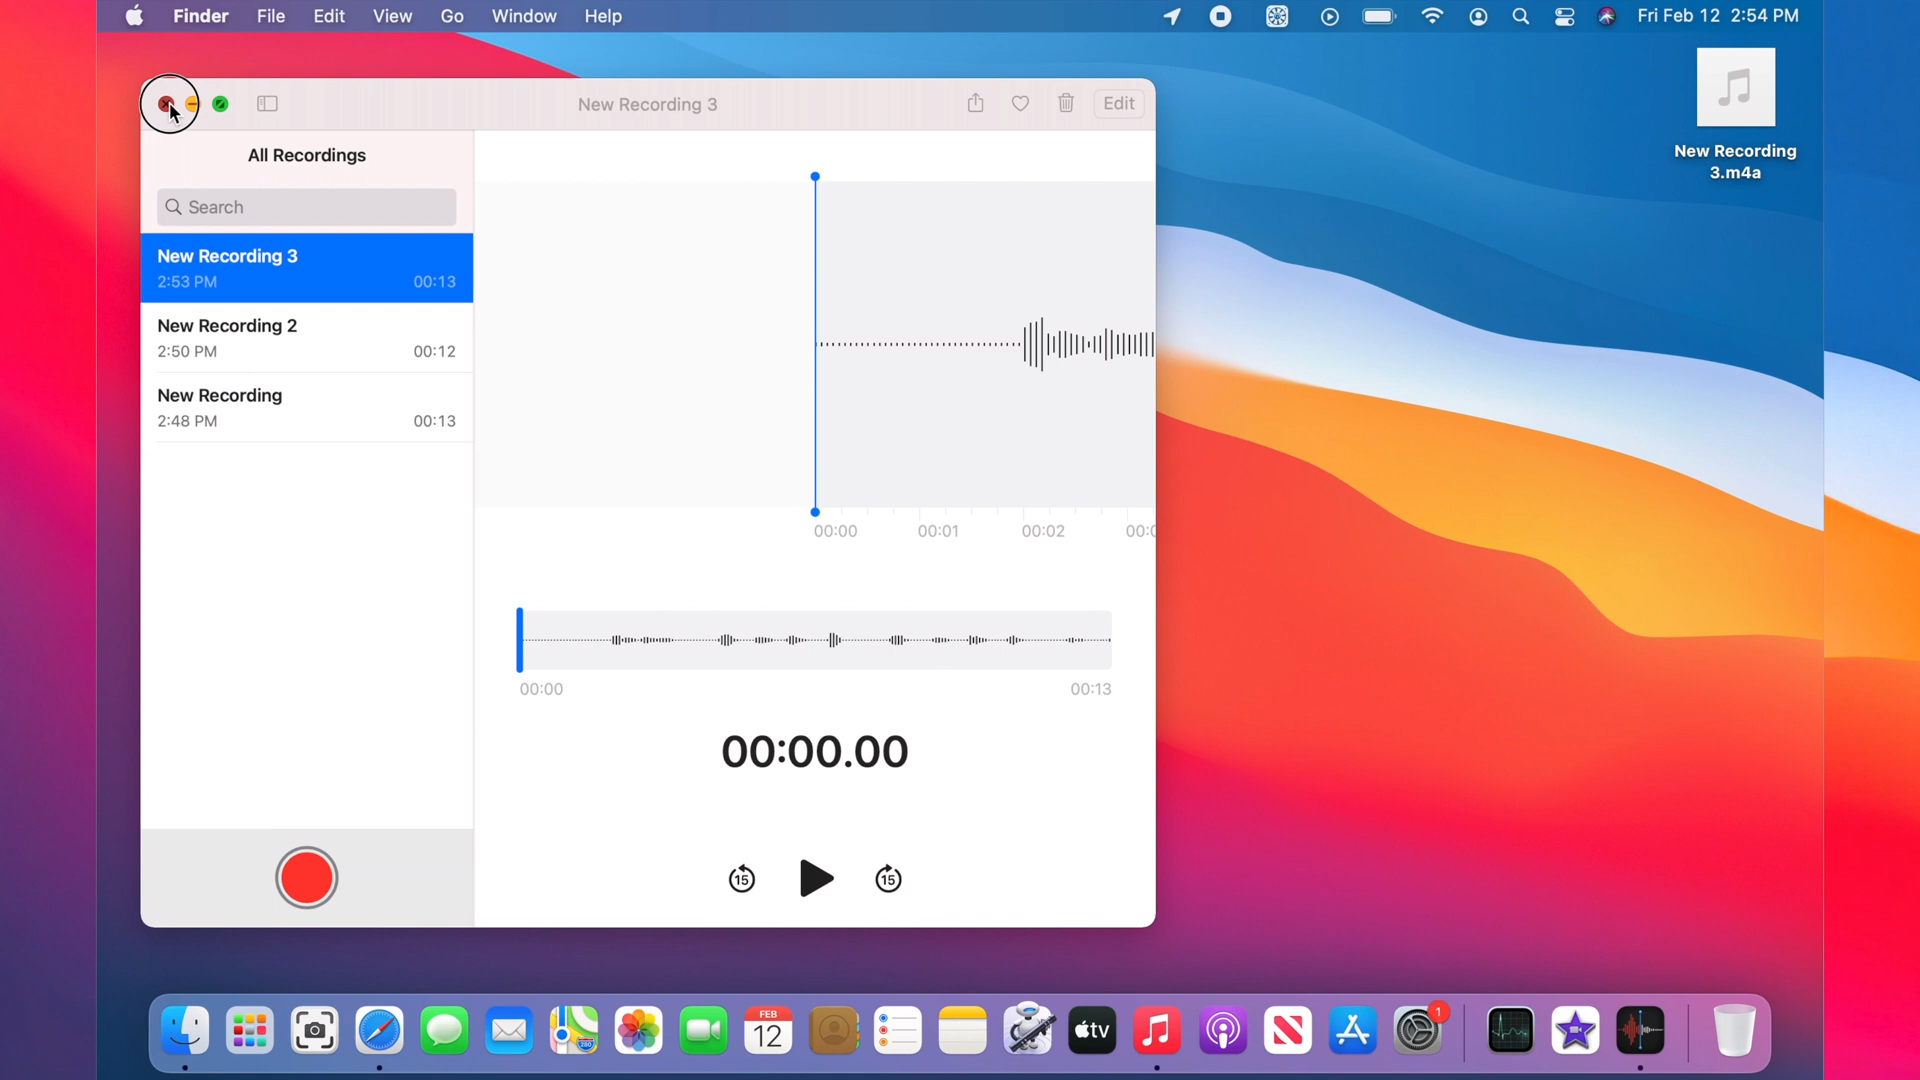 Finder File Edit View Go Window Help Fri Feb 12 2:54 PM
New Recording
3.m4a
New Recording 3 Edit
All Recordings
Search
New Recording 3
2:53 PM 00:13
New Recording 2
2:50 PM 00:12
New Recording
2:48 PM 00:13
00:00 00:01 00:02
00:00 00:13
00:00.00
15 15
FEB
12
280
tv
1